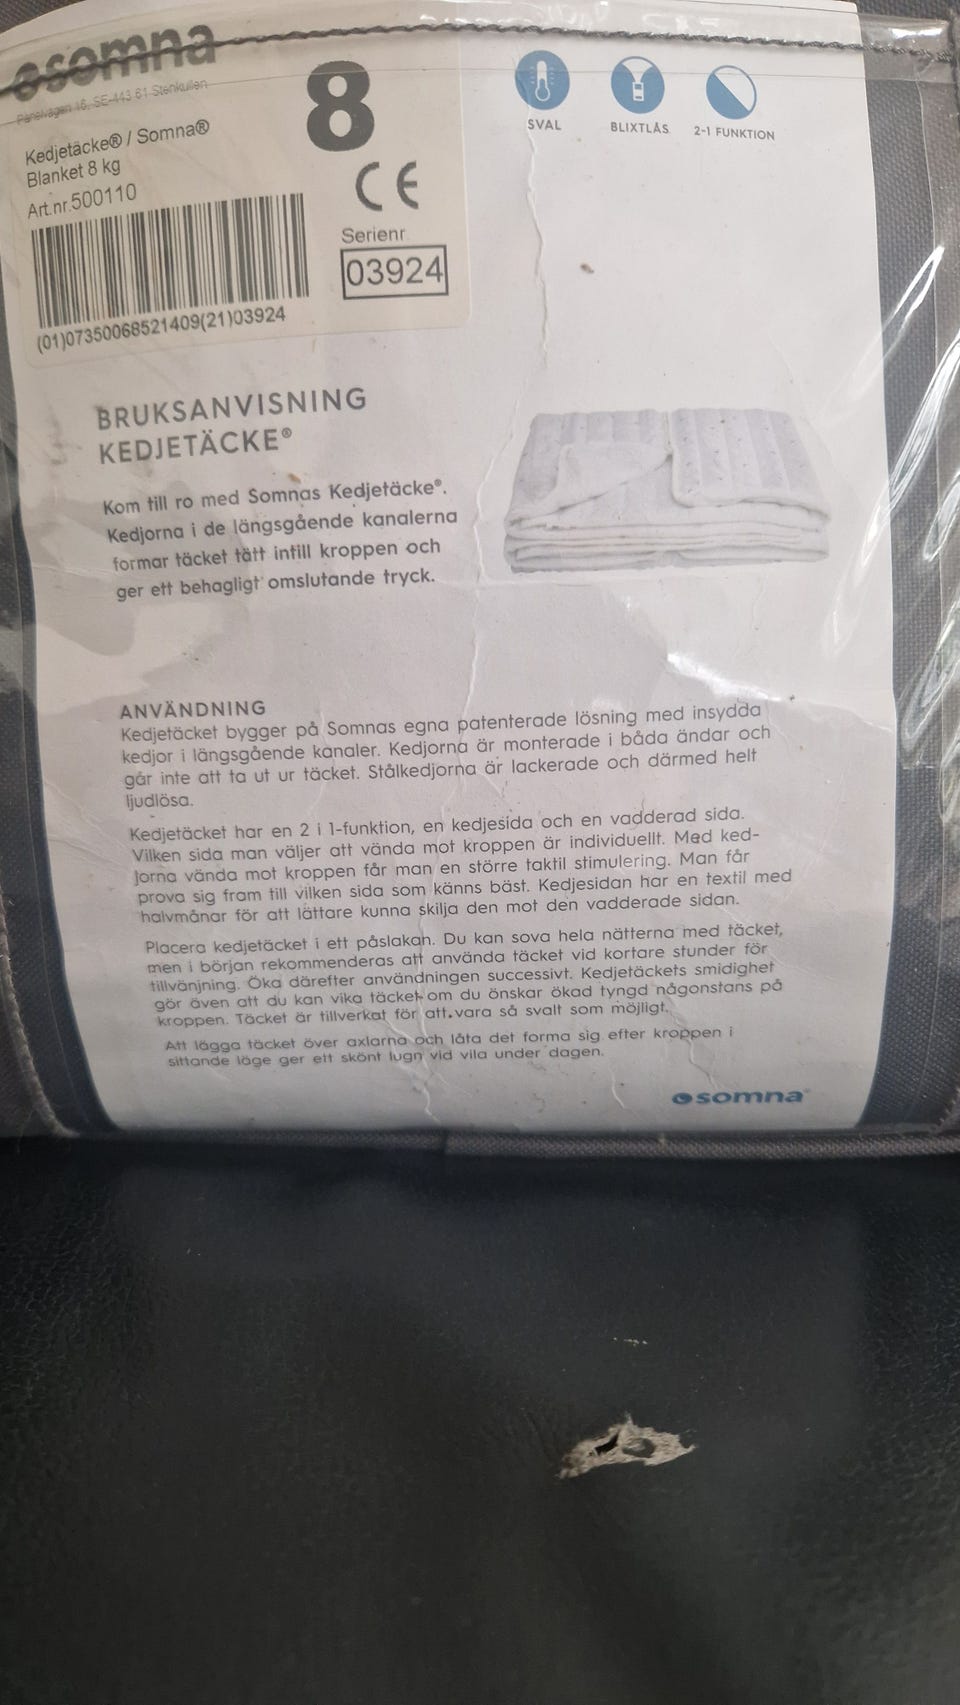 somna
Panelvägen 16, SE-443 61 Stenkullen
Kedjetäcke® / Somna®
Blanket 8 kg
Art.nr.500110
(01)07350068521409(21)03924
8
CE
Serienr
03924
SVAL
BLIXTLÅS
2-1 FUNKTION
BRUKSANVISNING
KEDJETÄCKE®
Kom till ro med Somnas Kedjetäcke®.
Kedjorna i de längsgående kanalerna
formar täcket tätt intill kroppen och
ger ett behagligt omslutande tryck.
ANVÄNDNING
Kedjetäcket bygger på Somnas egna patenterade lösning med insydda
kedjor i längsgående kanaler. Kedjorna är monterade i båda ändar och
går inte att ta ut ur täcket. Stålkedjorna är lackerade och därmed helt
ljudlösa.
Kedjetäcket har en 2 i 1-funktion, en kedjesida och en vadderad sida.
Vilken sida man väljer att vända mot kroppen är individuellt. Med ked-
jorna vända mot kroppen får man en större taktil stimulering. Man får
prova sig fram till vilken sida som känns bäst. Kedjesidan har en textil med
halvmånar för att lättare kunna skilja den mot den vadderade sidan.
Placera kedjetäcket i ett påslakan. Du kan sova hela nätterna med täcket,
men i början rekommenderas att använda täcket vid kortare stunder för
tillvänjning. Öka därefter användningen successivt. Kedjetäckets smidighet
gör även att du kan vika täcket om du önskar ökad tyngd någonstans på
kroppen. Täcket är tillverkat för att vara så svalt som möjligt.
Att lägga täcket över axlarna och låta det forma sig efter kroppen i
sittande läge ger ett skönt lugn vid vila under dagen.
somna